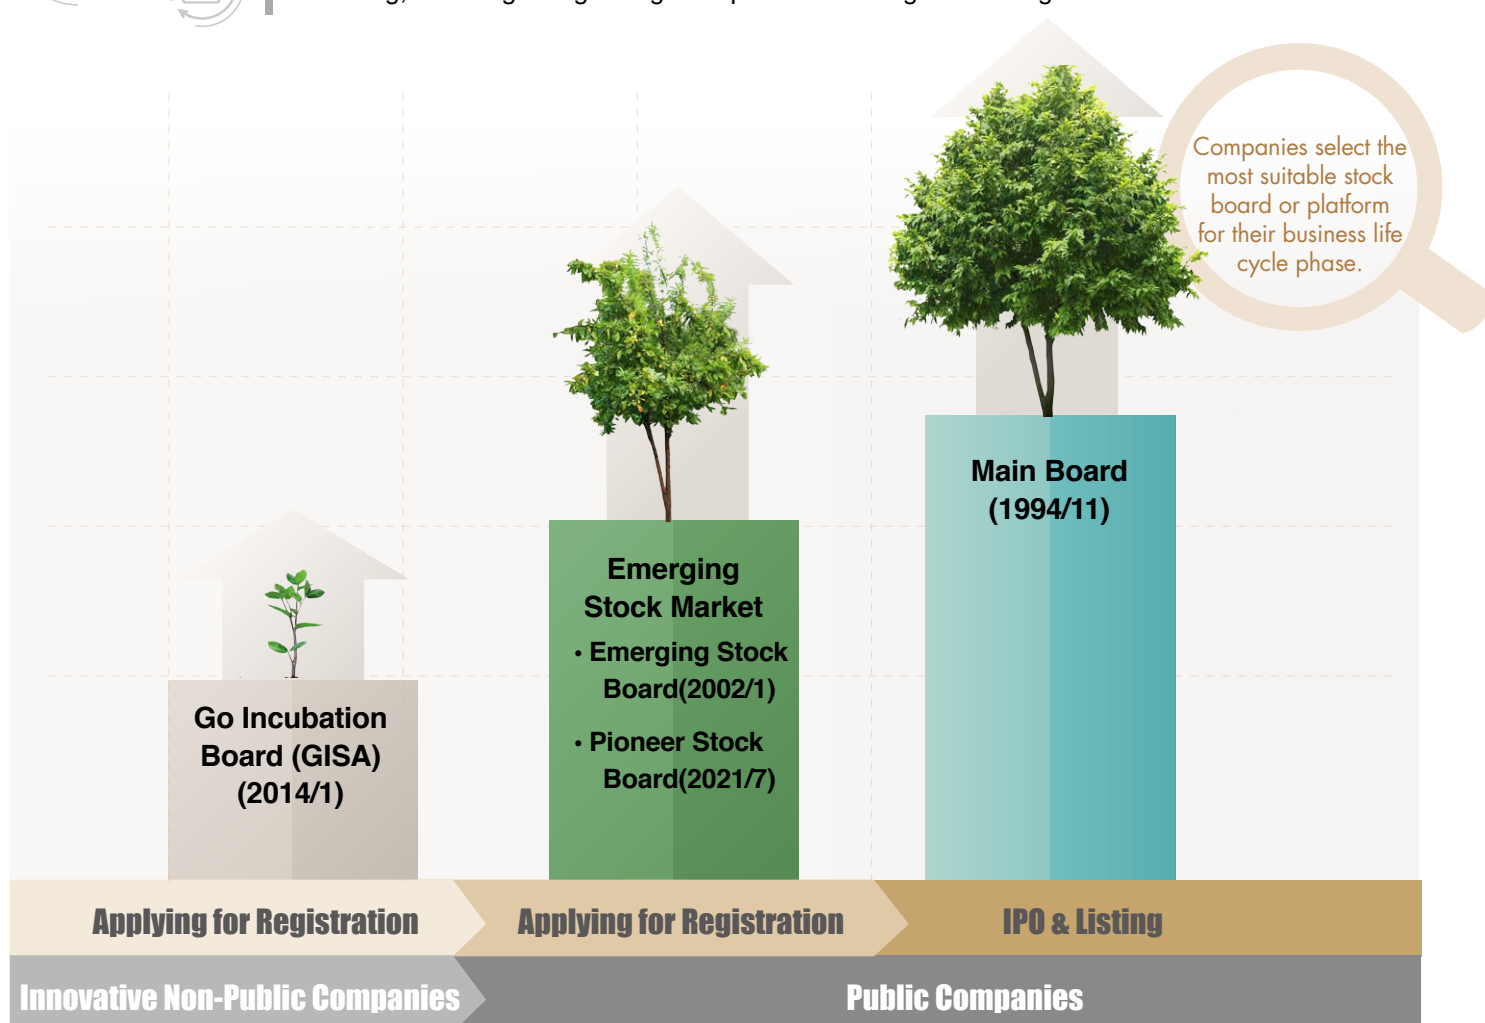 Companies select the
most suitable stock
board or platform
for their business life
cycle phase.
Main Board
(1994/11)
Emerging
Stock Market
• Emerging Stock
Board(2002/1)
• Pioneer Stock
Board(2021/7)
Go Incubation
Board (GISA)
(2014/1)
Applying for Registration
Applying for Registration
IPO & Listing
Innovative Non-Public Companies
Public Companies